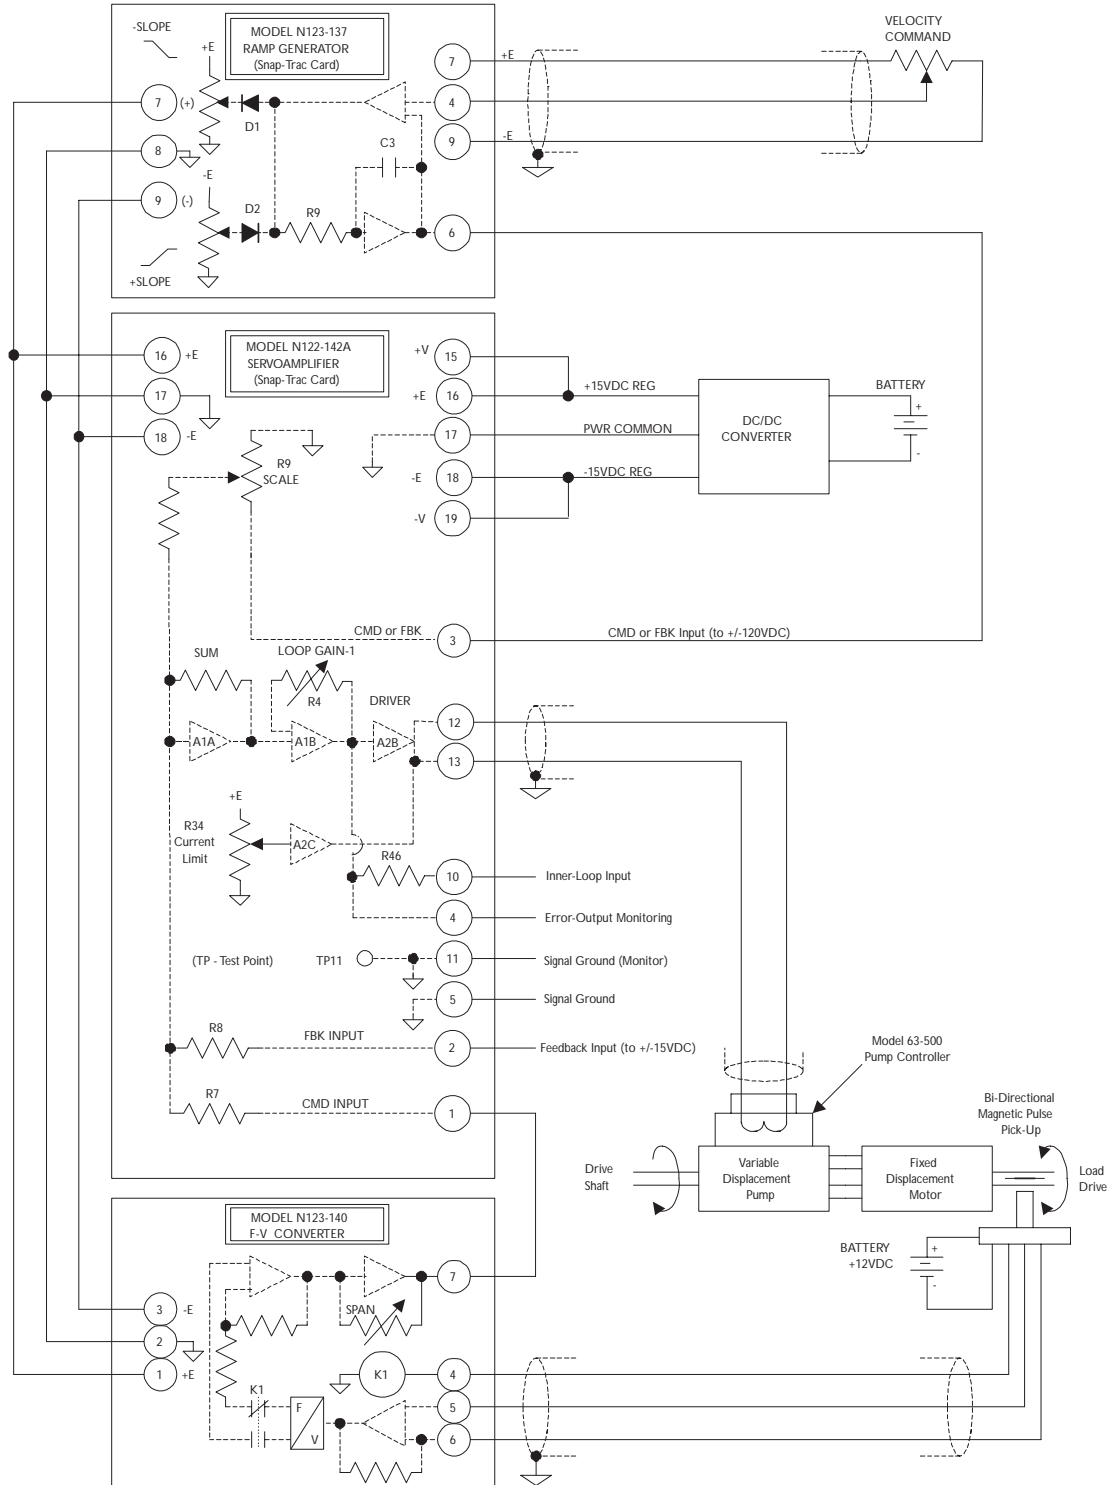 -SLOPE
MODEL N123-137
RAMP GENERATOR
(Snap-Trac Card)
+E
7 (+)
D1
8
-E
9 (-)
D2
R9
C3
+SLOPE
7 +E
4
9 -E
6
VELOCITY
COMMAND
MODEL N122-142A
SERVOAMPLIFIER
(Snap-Trac Card)
16 +E
17
18 -E
+V 15
+E 16
17
-E 18
-V 19
+15VDC REG
PWR COMMON
-15VDC REG
DC/DC
CONVERTER
BATTERY
+
-
R9
SCALE
CMD or FBK
3
CMD or FBK Input (to +/-120VDC)
SUM
LOOP GAIN-1
R4
DRIVER
A1A
A1B
A2B
12
13
+E
R34
Current
Limit
A2C
R46
10 Inner-Loop Input
4 Error-Output Monitoring
(TP - Test Point)
TP11
11 Signal Ground (Monitor)
5 Signal Ground
R8
FBK INPUT
2 Feedback Input (to +/-15VDC)
R7
CMD INPUT
1
Model 63-500
Pump Controller
Bi-Directional
Magnetic Pulse
Pick-Up
Drive
Shaft
Variable
Displacement
Pump
Fixed
Displacement
Motor
Load
Drive
BATTERY
+12VDC
+
-
MODEL N123-140
F-V CONVERTER
7
SPAN
3 -E
2
1 +E
K1
F
V
K1
4
5
6